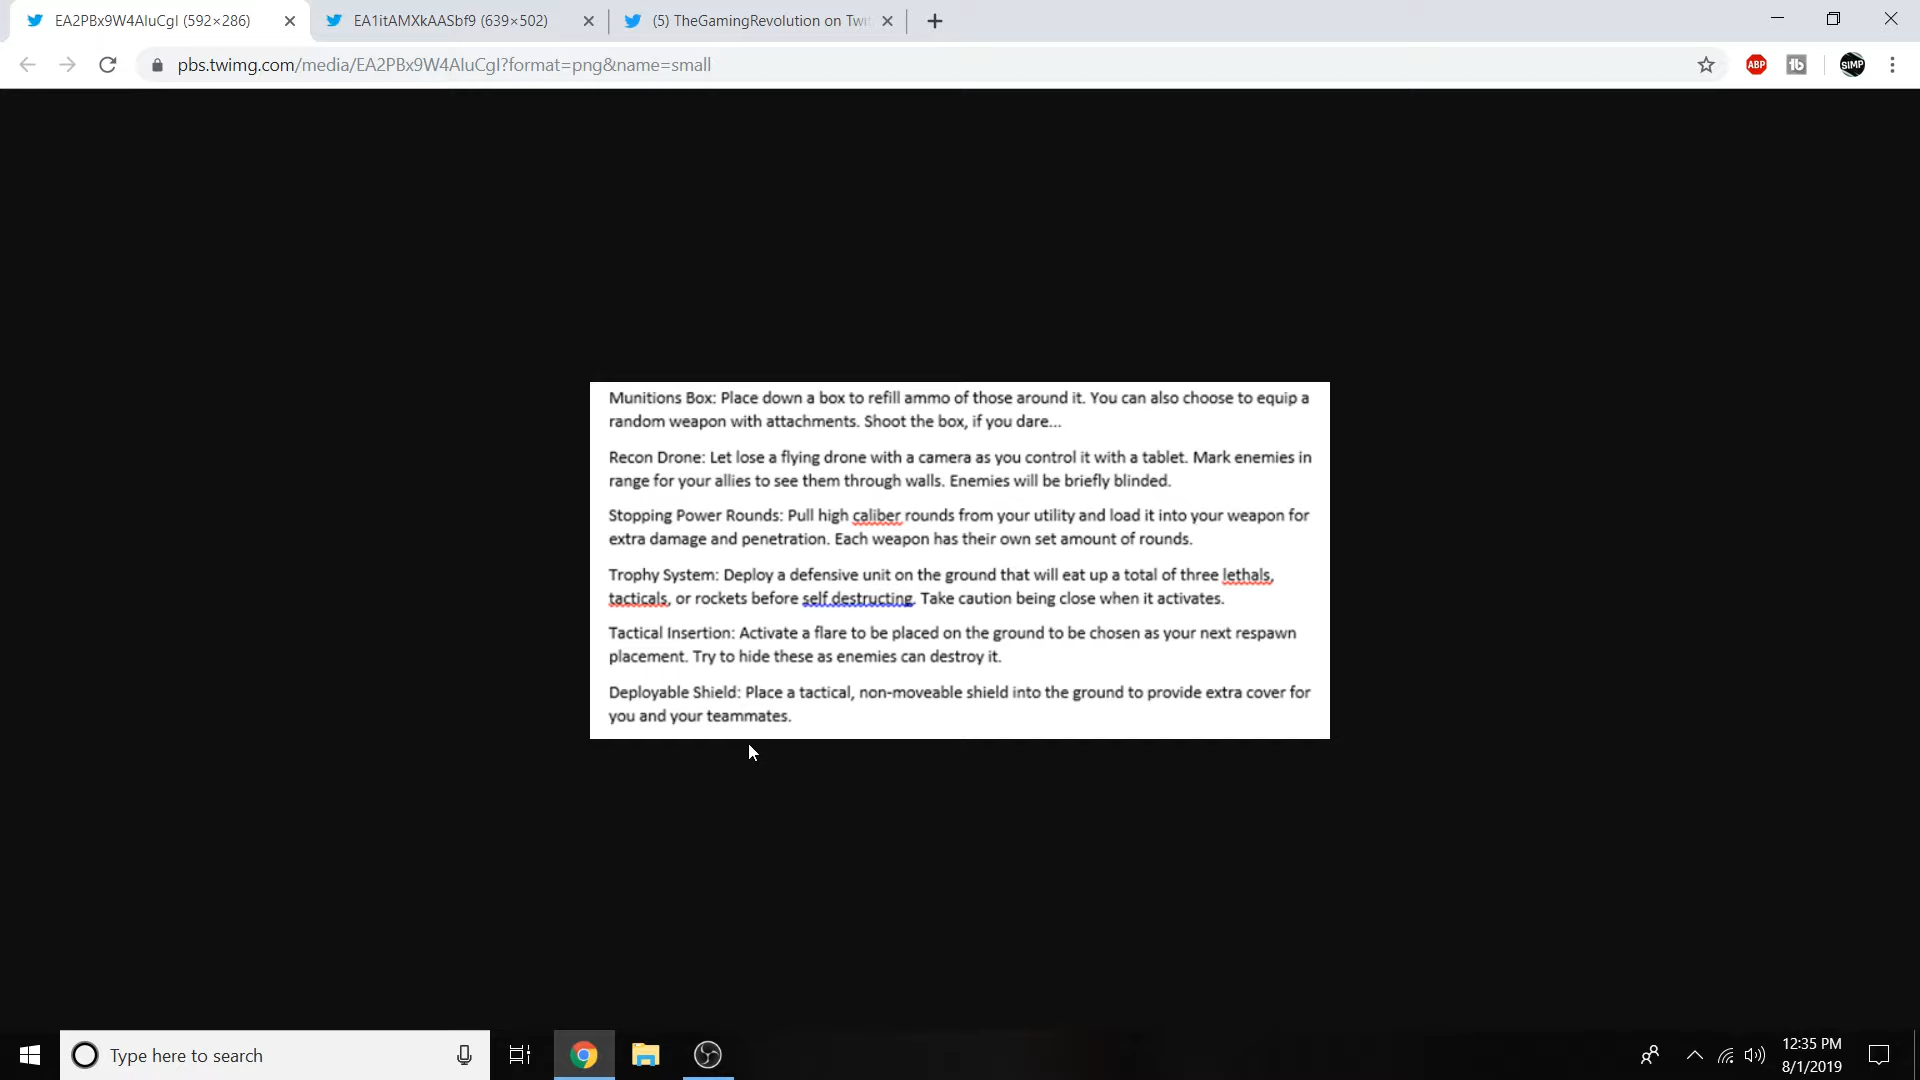 EA2PBx9W4AIuCgI (592×286)
EA1itAMXkAASbf9 (639×502)
(5) TheGamingRevolution on Twi
pbs.twimg.com/media/EA2PBx9W4AIuCgI?format=png&name=small
ABP
tb
SIMP
Munitions Box: Place down a box to refill ammo of those around it. You can also choose to equip a
random weapon with attachments. Shoot the box, if you dare...
Recon Drone: Let lose a flying drone with a camera as you control it with a tablet. Mark enemies in
range for your allies to see them through walls. Enemies will be briefly blinded.
Stopping Power Rounds: Pull high caliber rounds from your utility and load it into your weapon for
extra damage and penetration. Each weapon has their own set amount of rounds.
Trophy System: Deploy a defensive unit on the ground that will eat up a total of three lethals,
tacticals, or rockets before self destructing. Take caution being close when it activates.
Tactical Insertion: Activate a flare to be placed on the ground to be chosen as your next respawn
placement. Try to hide these as enemies can destroy it.
Deployable Shield: Place a tactical, non-moveable shield into the ground to provide extra cover for
you and your teammates.
Type here to search
12:35 PM
8/1/2019